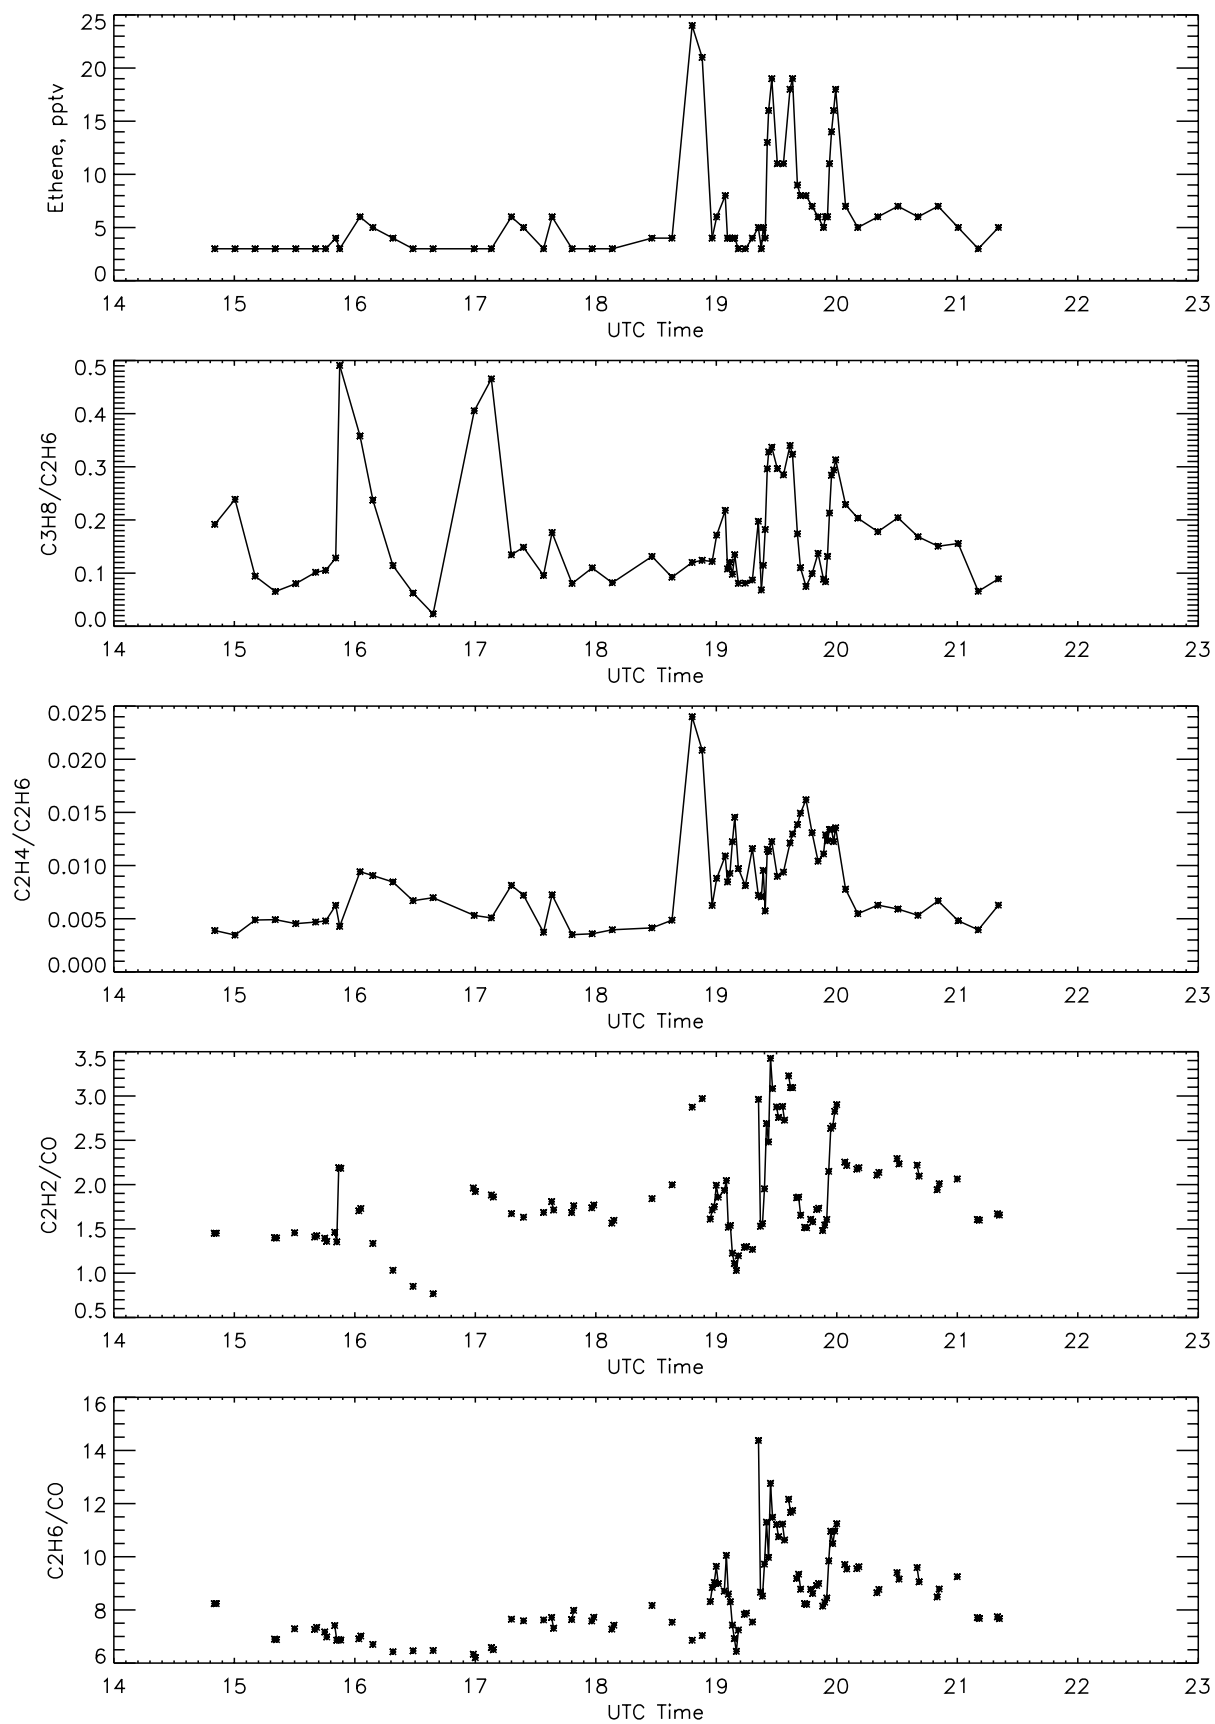 Ethene, pptv
25
20
15
10
5
0
14 15 16 17 18 19 20 21 22 23
UTC Time
C3H8/C2H6
0.5
0.4
0.3
0.2
0.1
0.0
14 15 16 17 18 19 20 21 22 23
UTC Time
C2H4/C2H6
0.025
0.020
0.015
0.010
0.005
0.000
14 15 16 17 18 19 20 21 22 23
UTC Time
C2H2/CO
3.5
3.0
2.5
2.0
1.5
1.0
0.5
14 15 16 17 18 19 20 21 22 23
UTC Time
C2H6/CO
16
14
12
10
8
6
14 15 16 17 18 19 20 21 22 23
UTC Time